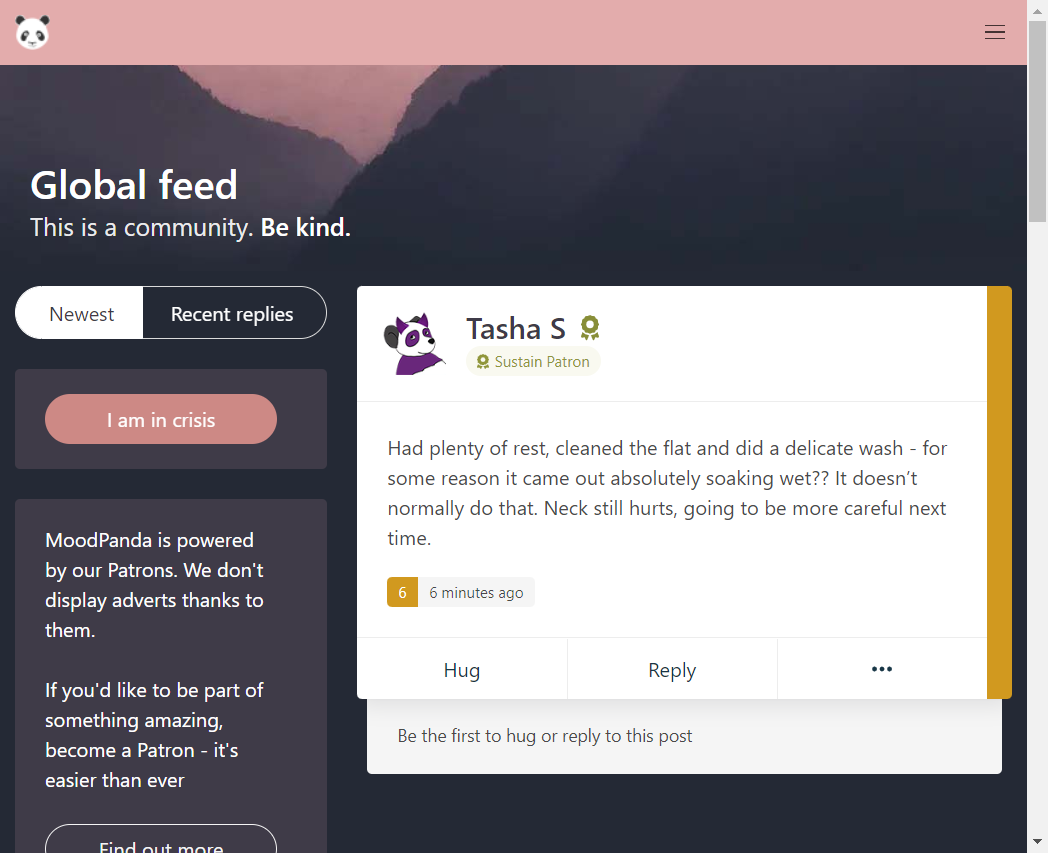 Global feed
This is a community. Be kind.
Newest
Recent replies
I am in crisis
MoodPanda is powered
by our Patrons. We don't
display adverts thanks to
them.
If you'd like to be part of
something amazing,
become a Patron - it's
easier than ever
Find out more
Tasha S
Sustain Patron
Had plenty of rest, cleaned the flat and did a delicate wash - for
some reason it came out absolutely soaking wet?? It doesn’t
normally do that. Neck still hurts, going to be more careful next
time.
6
6 minutes ago
Hug
Reply
Be the first to hug or reply to this post